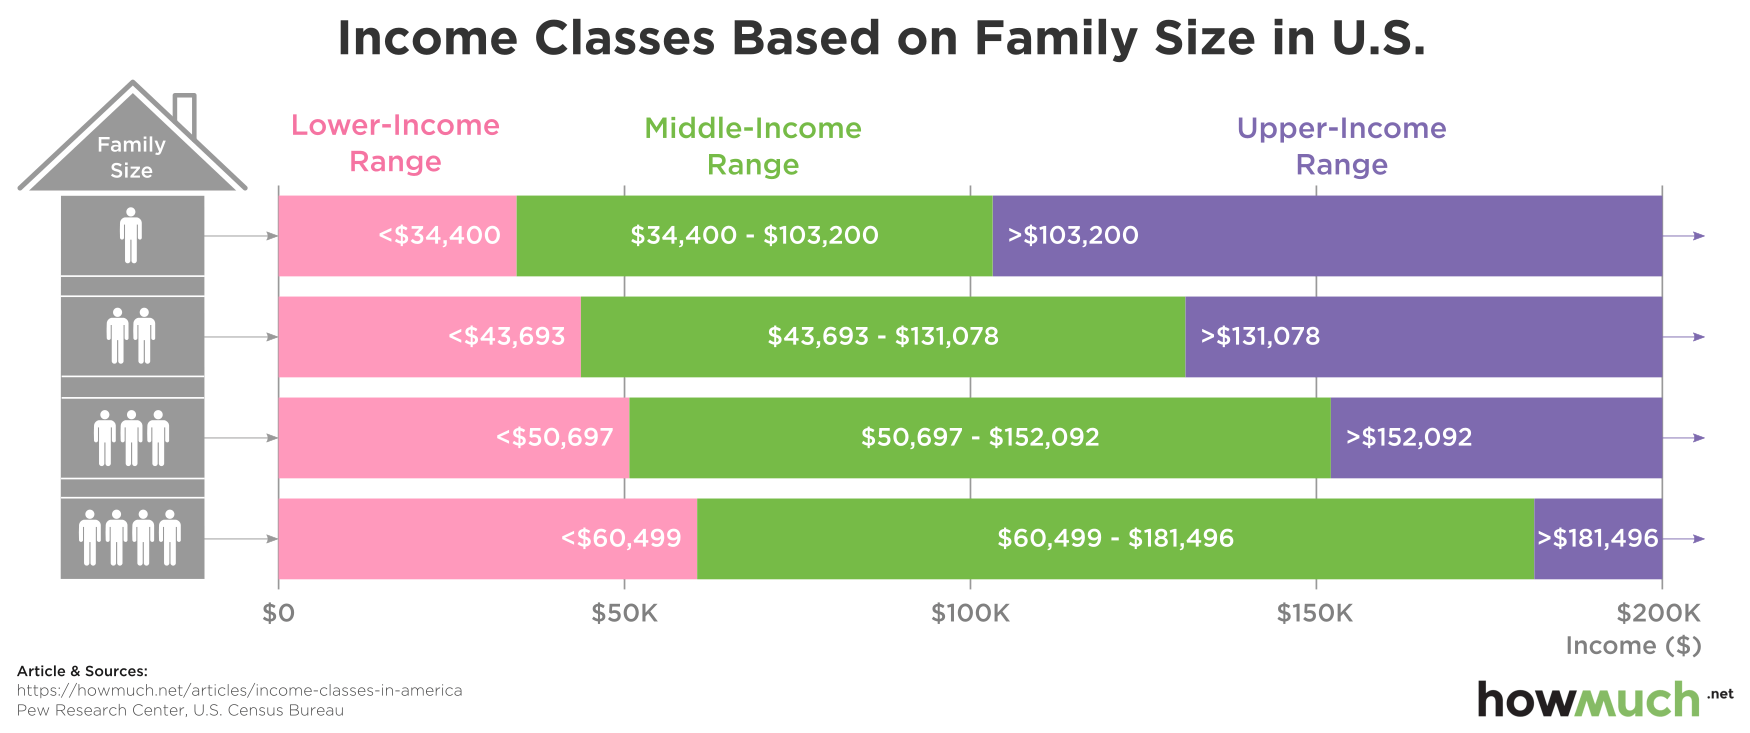 Income Classes Based on Family Size in U.S.
Family
Size
Lower-Income
Range
Middle-Income
Range
Upper-Income
Range
<$34,400
$34,400 - $103,200
>$103,200
<$43,693
$43,693 - $131,078
>$131,078
<$50,697
$50,697 - $152,092
>$152,092
<$60,499
$60,499 - $181,496
>$181,496
$0
$50K
$100K
$150K
$200K
Income ($)
Article & Sources:
https://howmuch.net/articles/income-classes-in-america
Pew Research Center, U.S. Census Bureau
howmuch.net